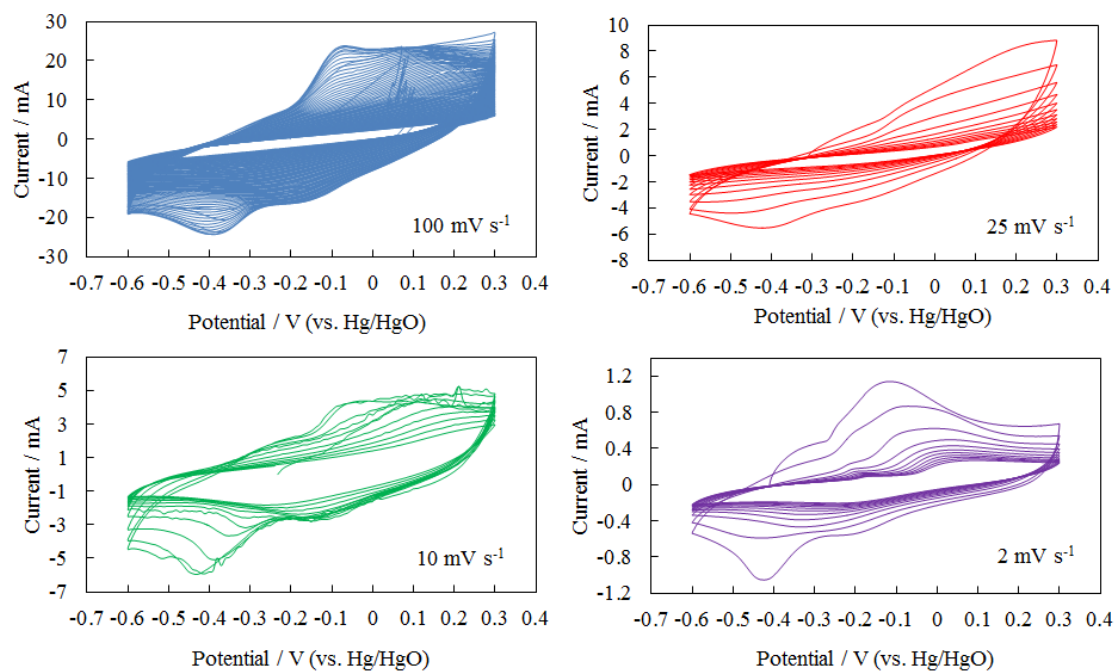 30
20
10
0
-10
-20
-30
Current / mA
100 mV s⁻¹
-0.7 -0.6 -0.5 -0.4 -0.3 -0.2 -0.1 0 0.1 0.2 0.3 0.4
Potential / V (vs. Hg/HgO)
10
8
6
4
2
0
-2
-4
-6
-8
Current / mA
25 mV s⁻¹
-0.7 -0.6 -0.5 -0.4 -0.3 -0.2 -0.1 0 0.1 0.2 0.3 0.4
Potential / V (vs. Hg/HgO)
7
5
3
1
-1
-3
-5
-7
Current / mA
10 mV s⁻¹
-0.7 -0.6 -0.5 -0.4 -0.3 -0.2 -0.1 0 0.1 0.2 0.3 0.4
Potential / V (vs. Hg/HgO)
1.2
0.8
0.4
0
-0.4
-0.8
-1.2
Current / mA
2 mV s⁻¹
-0.7 -0.6 -0.5 -0.4 -0.3 -0.2 -0.1 0 0.1 0.2 0.3 0.4
Potential / V (vs. Hg/HgO)